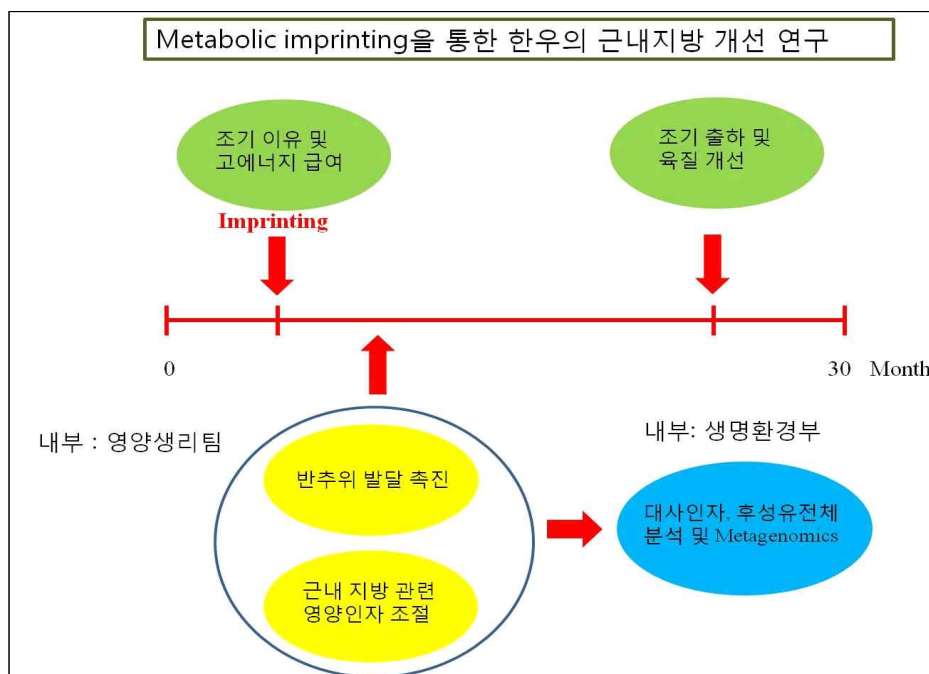 Metabolic imprinting을 통한 한우의 근내지방 개선 연구
조기 이유 및
고에너지 급여
Imprinting
조기 출하 및
육질 개선
0
30 Month
내부 : 영양생리팀
반추위 발달 촉진
근내 지방 관련
영양인자 조절
내부: 생명환경부
대사인자, 후성유전체
분석 및 Metagenomics